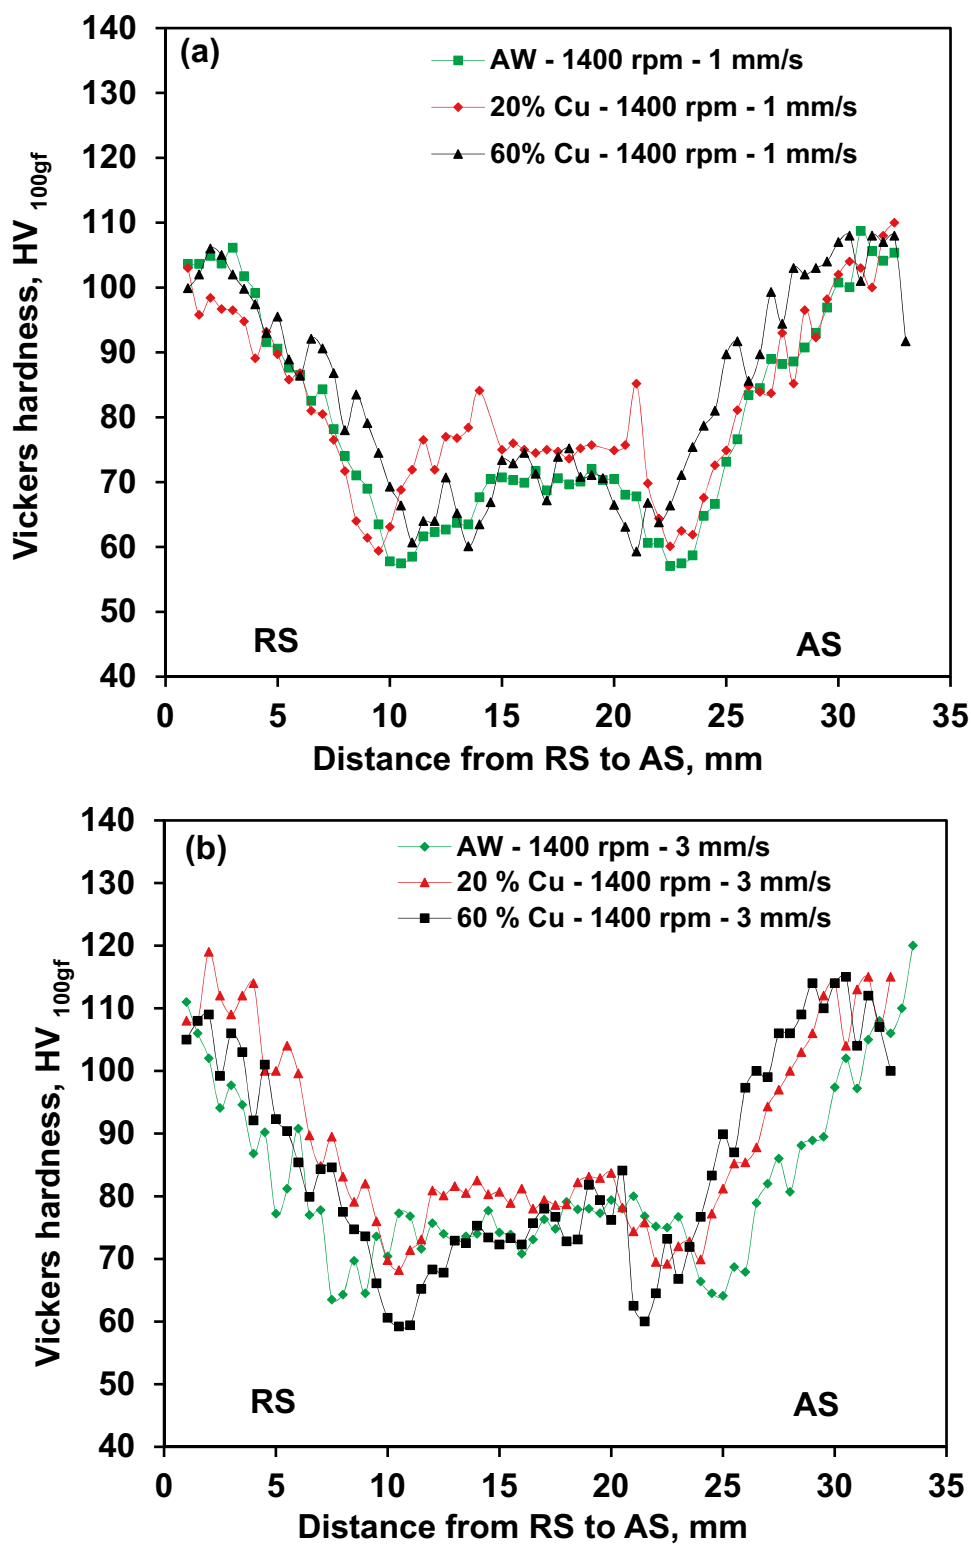 (a)
AW - 1400 rpm - 1 mm/s
20% Cu - 1400 rpm - 1 mm/s
60% Cu - 1400 rpm - 1 mm/s
140
130
120
110
100
90
80
70
60
50
40
Vickers hardness, HV 100gf
RS
AS
0 5 10 15 20 25 30 35
Distance from RS to AS, mm
(b)
AW - 1400 rpm - 3 mm/s
20 % Cu - 1400 rpm - 3 mm/s
60 % Cu - 1400 rpm - 3 mm/s
140
130
120
110
100
90
80
70
60
50
40
Vickers hardness, HV 100gf
RS
AS
0 5 10 15 20 25 30 35
Distance from RS to AS, mm